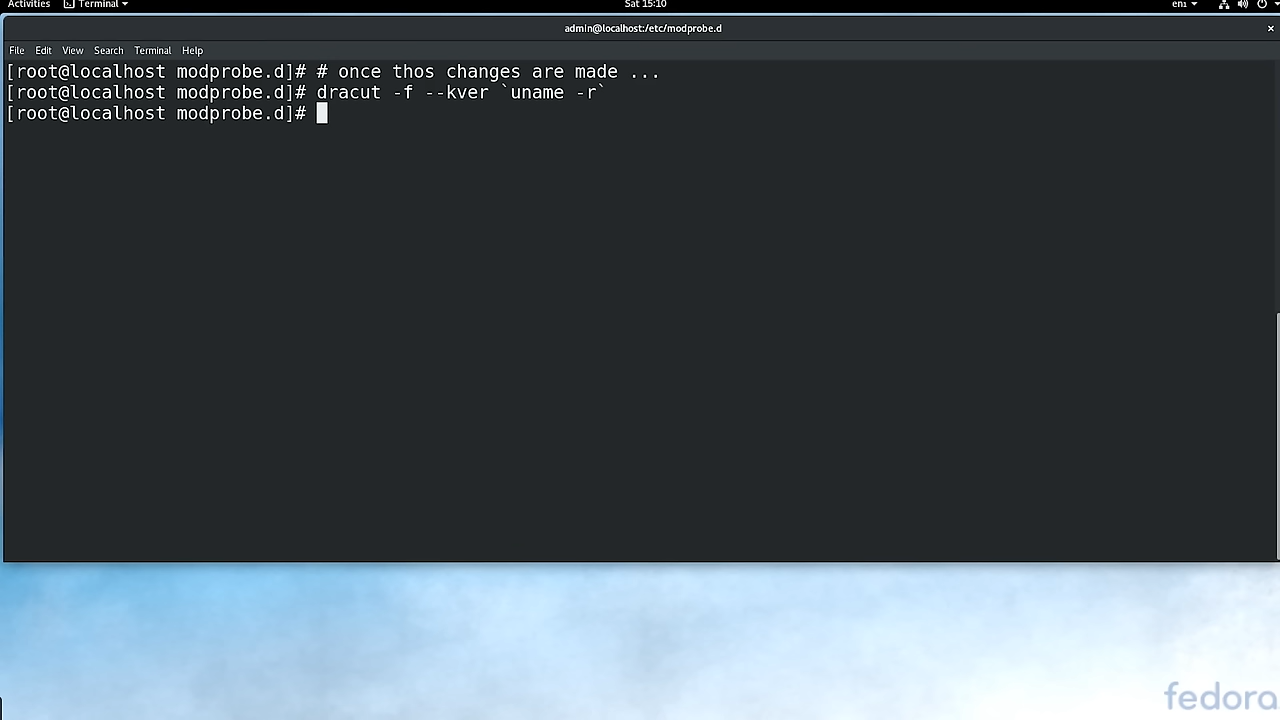 Activities Terminal Sat 15:10 en1
admin@localhost:/etc/modprobe.d
File Edit View Search Terminal Help
[root@localhost modprobe.d]# # once thos changes are made ...
[root@localhost modprobe.d]# dracut -f --kver `uname -r`
[root@localhost modprobe.d]#
fedora